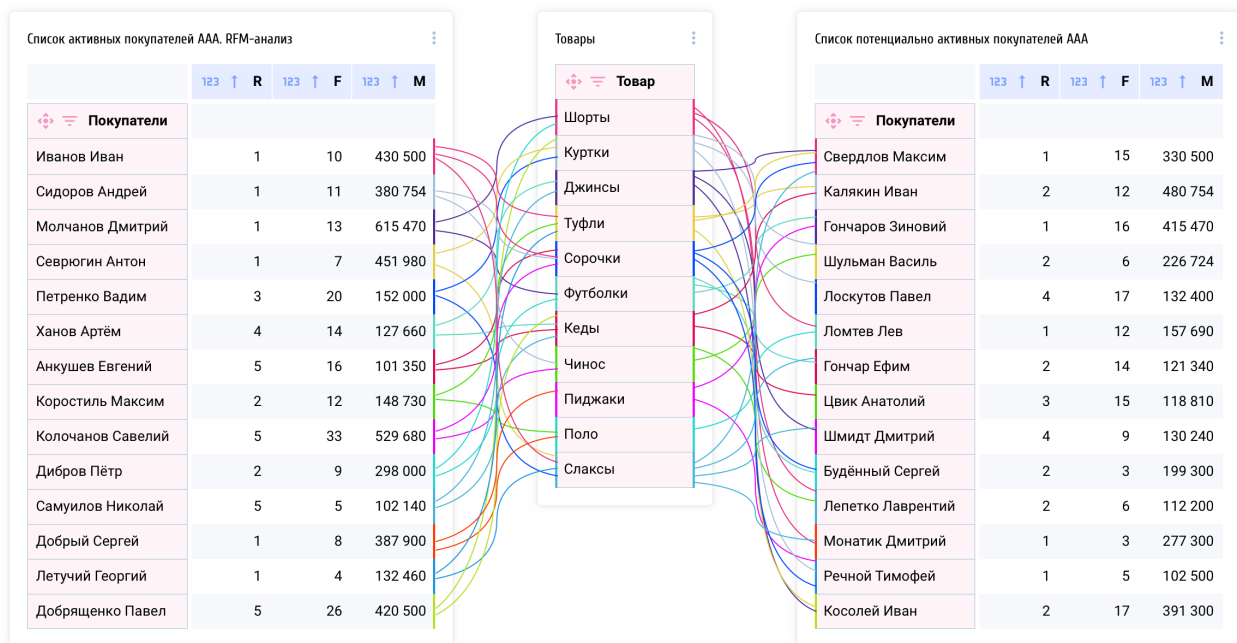 Список активных покупателей ААА. RFM-анализ
123 R 123 F 123 M
Покупатели
Иванов Иван 1 10 430 500
Сидоров Андрей 1 11 380 754
Молчанов Дмитрий 1 13 615 470
Севрюгин Антон 1 7 451 980
Петренко Вадим 3 20 152 000
Ханов Артём 4 14 127 660
Анкушев Евгений 5 16 101 350
Коростиль Максим 2 12 148 730
Колочанов Савелий 5 33 529 680
Дибров Пётр 2 9 298 000
Самуилов Николай 5 5 102 140
Добрый Сергей 1 8 387 900
Летучий Георгий 1 4 132 460
Добрященко Павел 5 26 420 500
Товары
Товар
Шорты
Куртки
Джинсы
Туфли
Сорочки
Футболки
Кеды
Чинос
Пиджаки
Поло
Слаксы
Список потенциально активных покупателей ААА
123 R 123 F 123 M
Покупатели
Свердлов Максим 1 15 330 500
Калякин Иван 2 12 480 754
Гончаров Зиновий 1 16 415 470
Шульман Василь 2 6 226 724
Лоскутов Павел 4 17 132 400
Ломтев Лев 1 12 157 690
Гончар Ефим 2 14 121 340
Цвик Анатолий 3 15 118 810
Шмидт Дмитрий 4 9 130 240
Будённый Сергей 2 3 199 300
Лепетко Лаврентий 2 6 112 200
Монатик Дмитрий 1 3 277 300
Речной Тимофей 1 5 102 500
Косолей Иван 2 17 391 300